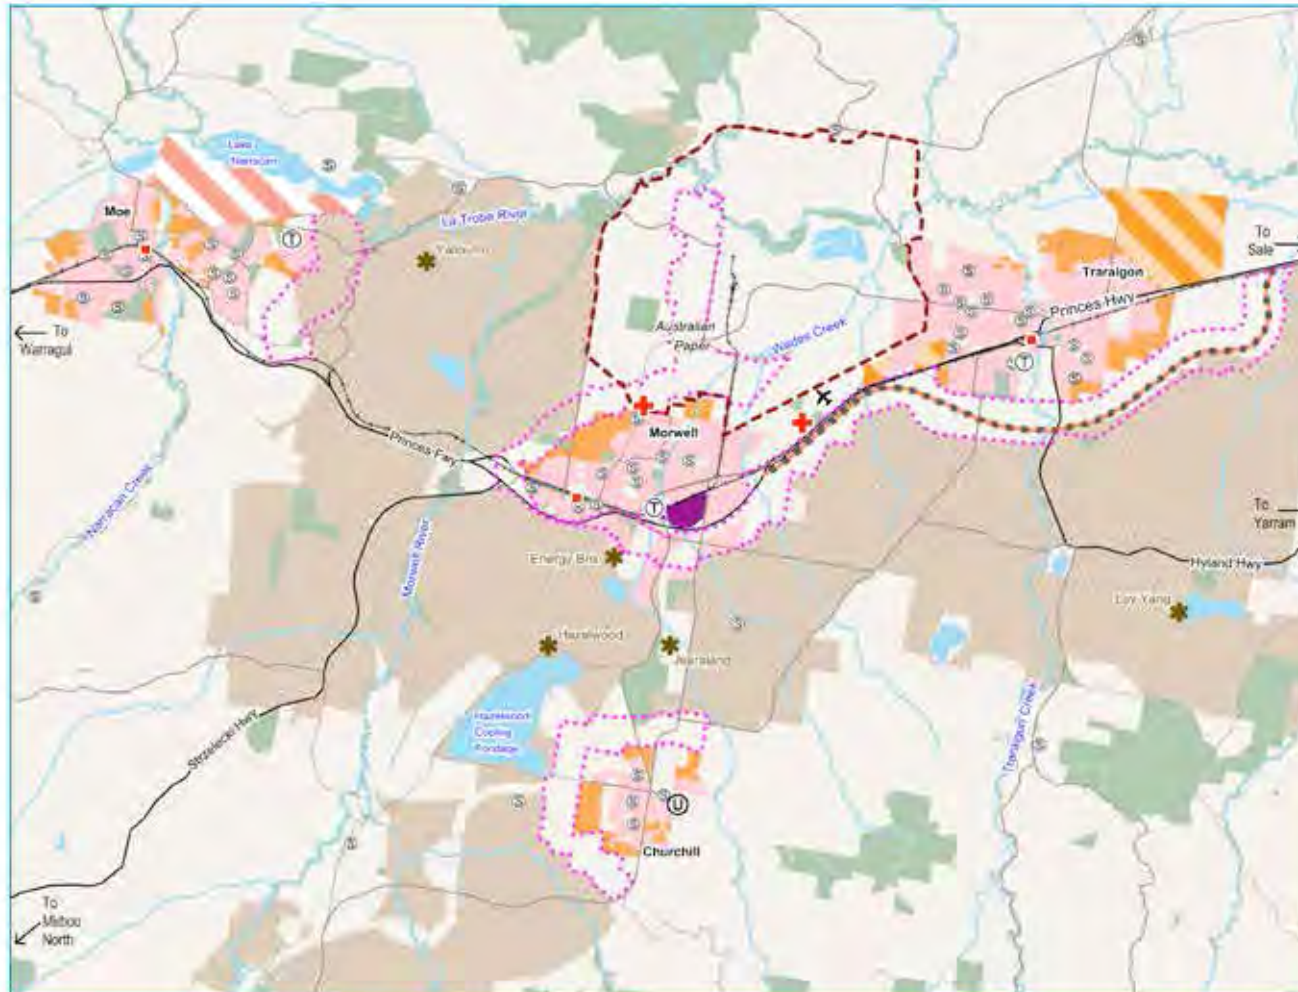 Lake
Narracan
Moe
La Trobe River
Yallourn
Traralgon
To
Sale
Princes Hwy
To
Warragul
Australian
Paper
Wades Creek
Morwell
Princes Fwy
Narracan Creek
Morwell River
Energy Brix
To
Yarram
Hyland Hwy
Loy Yang
Hazelwood
Jeeralang
Hazelwood
Cooling
Pondage
Strzelecki Hwy
Traralgon Creek
Churchill
To
Mirboo
North
T
T
T
U